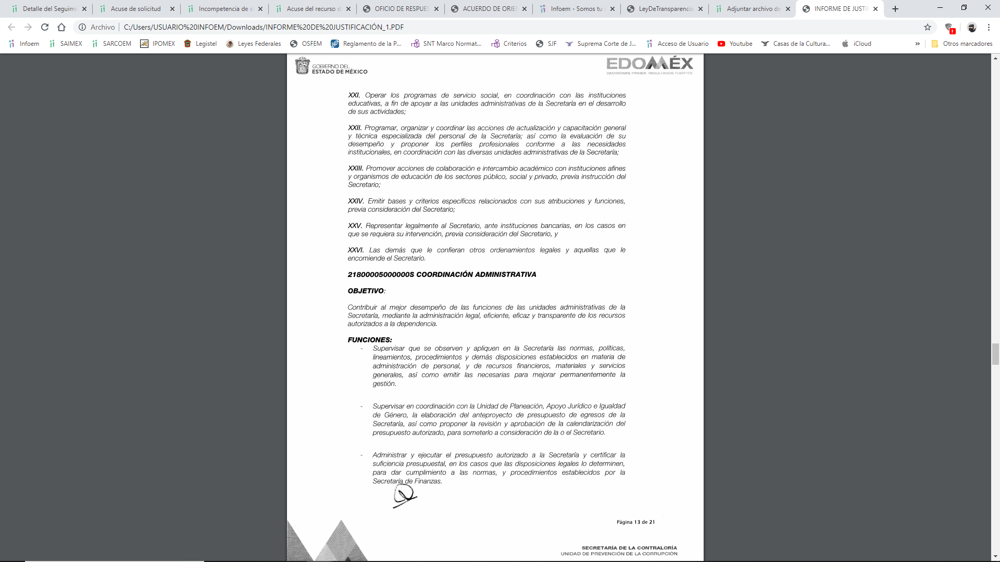 Detalle del Seguimi
Acuse de solicitud
Incompetencia de s
Acuse del recurso d
OFICIO DE RESPUES
ACUERDO DE ORIEN
Infoem - Somos tu a
LeyDeTransparencia
Adjuntar archivo de
INFORME DE JUSTIF
Archivo
C:/Users/USUARIO%20INFOEM/Downloads/INFORME%20DE%20JUSTIFICACIÓN_1.PDF
Infoem
SAIMEX
SARCOEM
IPOMEX
Legistel
Leyes Federales
OSFEM
Reglamento de la P...
SNT Marco Normat...
Criterios
SJF
Suprema Corte de J...
Acceso de Usuario
Youtube
Casas de la Cultura...
iCloud
»
Otros marcadores
GOBIERNO DEL
ESTADO DE MÉXICO
EDOMÉX
DECISIONES FIRMES, RESULTADOS FUERTES.
XXI. Operar los programas de servicio social, en coordinación con las instituciones
educativas, a fin de apoyar a las unidades administrativas de la Secretaría en el desarrollo
de sus actividades;
XXII. Programar, organizar y coordinar las acciones de actualización y capacitación general
y técnica especializada del personal de la Secretaría; así como la evaluación de su
desempeño y proponer los perfiles profesionales conforme a las necesidades
institucionales, en coordinación con las diversas unidades administrativas de la Secretaría;
XXIII. Promover acciones de colaboración e intercambio académico con instituciones afines
y organismos de educación de los sectores público, social y privado, previa instrucción del
Secretario;
XXIV. Emitir bases y criterios específicos relacionados con sus atribuciones y funciones,
previa consideración del Secretario;
XXV. Representar legalmente al Secretario, ante instituciones bancarias, en los casos en
que se requiera su intervención, previa consideración del Secretario, y
XXVI. Las demás que le confieran otros ordenamientos legales y aquellas que le
encomiende el Secretario.
21800005000000S COORDINACIÓN ADMINISTRATIVA
OBJETIVO:
Contribuir al mejor desempeño de las funciones de las unidades administrativas de la
Secretaría, mediante la administración legal, eficiente, eficaz y transparente de los recursos
autorizados a la dependencia.
FUNCIONES:
- Supervisar que se observen y apliquen en la Secretaría las normas, políticas,
lineamientos, procedimientos y demás disposiciones establecidos en materia de
administración de personal, y de recursos financieros, materiales y servicios
generales, así como emitir las necesarias para mejorar permanentemente la
gestión.
- Supervisar en coordinación con la Unidad de Planeación, Apoyo Jurídico e Igualdad
de Género, la elaboración del anteproyecto de presupuesto de egresos de la
Secretaría, así como proponer la revisión y aprobación de la calendarización del
presupuesto autorizado, para someterlo a consideración de la o el Secretario.
- Administrar y ejecutar el presupuesto autorizado a la Secretaría y certificar la
suficiencia presupuestal, en los casos que las disposiciones legales lo determinen,
para dar cumplimiento a las normas, y procedimientos establecidos por la
Secretaría de Finanzas.
Página 13 de 21
SECRETARÍA DE LA CONTRALORÍA
UNIDAD DE PREVENCIÓN DE LA CORRUPCIÓN